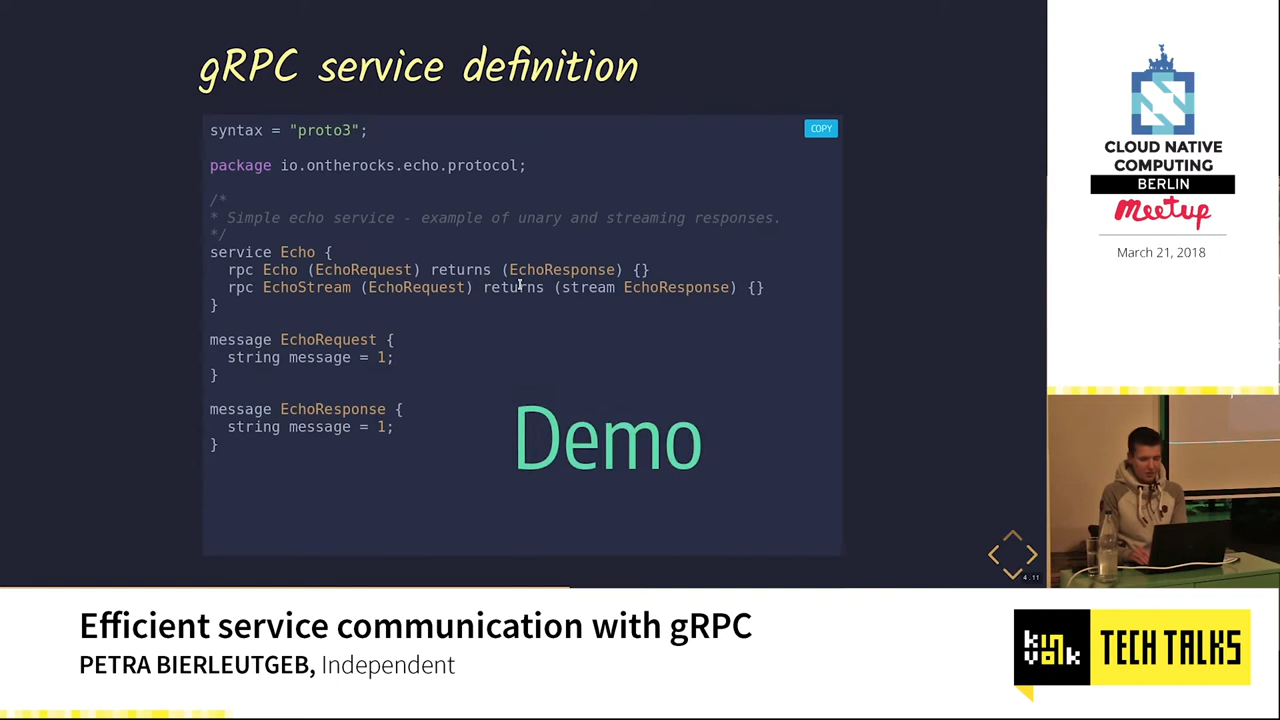 gRPC service definition
syntax = "proto3";
COPY
package io.ontherocks.echo.protocol;
/*
* Simple echo service - example of unary and streaming responses.
*/
service Echo {
rpc Echo (EchoRequest) returns (EchoResponse) {}
rpc EchoStream (EchoRequest) returns (stream EchoResponse) {}
}
message EchoRequest {
string message = 1;
}
message EchoResponse {
string message = 1;
}
Demo
4.11
CLOUD NATIVE
COMPUTING
BERLIN
meetup
March 21, 2018
Efficient service communication with gRPC
PETRA BIERLEUTGEB, Independent
kinvolk
TECH TALKS